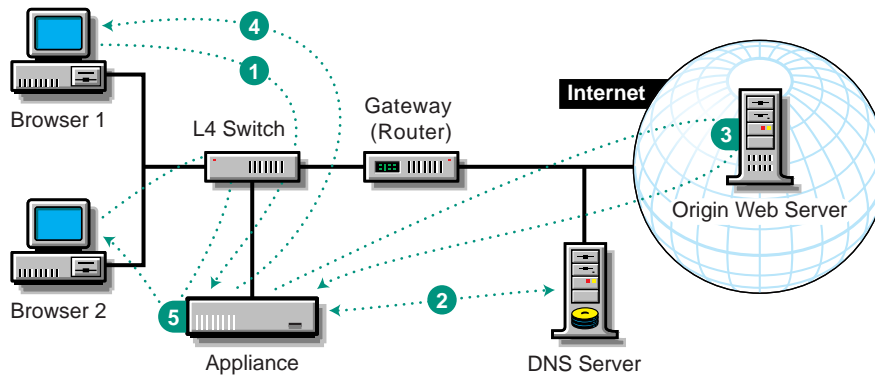 4
1
Browser 1
L4 Switch
Gateway
(Router)
Internet
3
Origin Web Server
Browser 2
5
2
Appliance
DNS Server